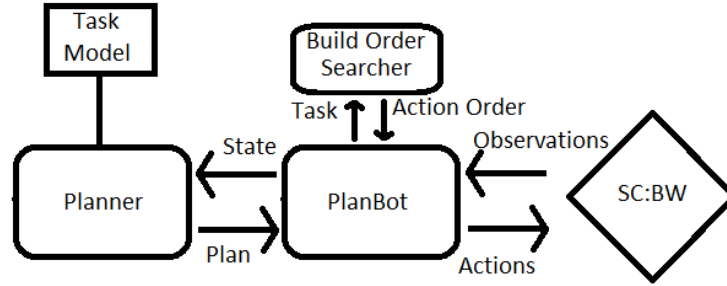 Task
Model
Build Order
Searcher
Task
Action Order
State
Observations
Planner
PlanBot
SC:BW
Plan
Actions